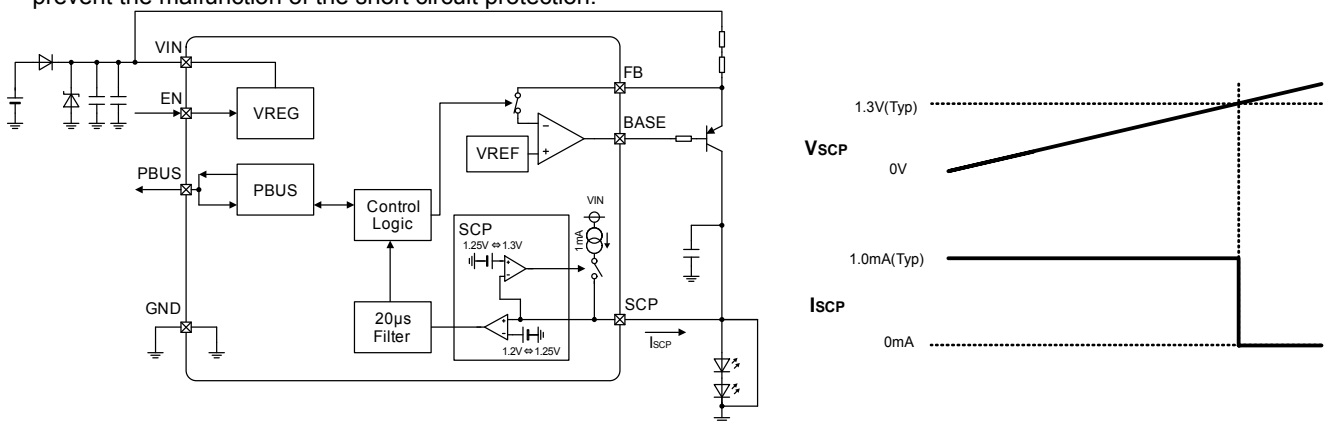 prevent the malfunction of the short circuit protection.
VIN
EN
VREG
PBUS
PBUS
Control
Logic
GND
20µs
Filter
FB
BASE
VREF
−
+
VIN
1mA
SCP
1.25V ⇔ 1.3V
+
−
+
−
1.2V ⇔ 1.25V
SCP
ISCP
1.3V(Typ)
VSCP
0V
1.0mA(Typ)
ISCP
0mA